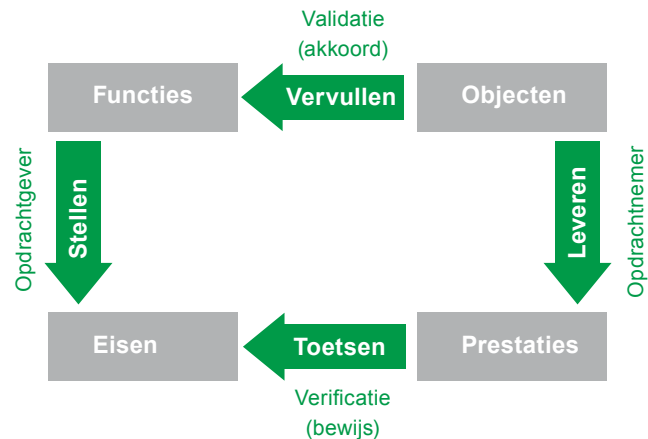 Validatie
(akkoord)
Functies
Vervullen
Objecten
Opdrachtgever
Stellen
Leveren
Opdrachtnemer
Eisen
Toetsen
Prestaties
Verificatie
(bewijs)